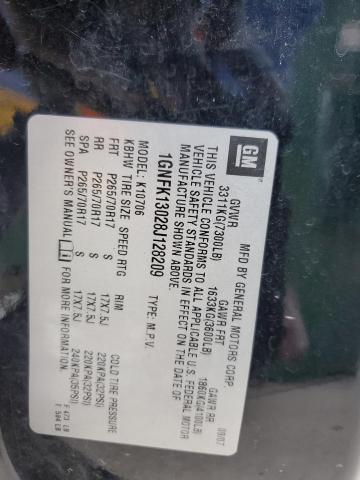 GM
MFD BY GENERAL MOTORS CORP 09/07
GVWR GAWR FRT GAWR RR
3311KG(7300LB) 1633KG(3600LB) 1860KG(4100LB)
THIS VEHICLE CONFORMS TO ALL APPLICABLE U.S. FEDERAL MOTOR
VEHICLE SAFETY STANDARDS IN EFFECT ON THE DATE OF
MANUFACTURE SHOWN ABOVE.
1GNFK13028J128209 TYPE: M.P.V.
MODEL: K10706
KBHW TIRE SIZE SPEED RTG RIM COLD TIRE PRESSURE
FRT P265/70R17 S 17X7.5J 220KPA(32PSI)
RR P265/70R17 S 17X7.5J 220KPA(32PSI)
SPA P265/70R17 S 17X7.5J 240KPA(35PSI)
SEE OWNER'S MANUAL FOR MORE INFORMATION.